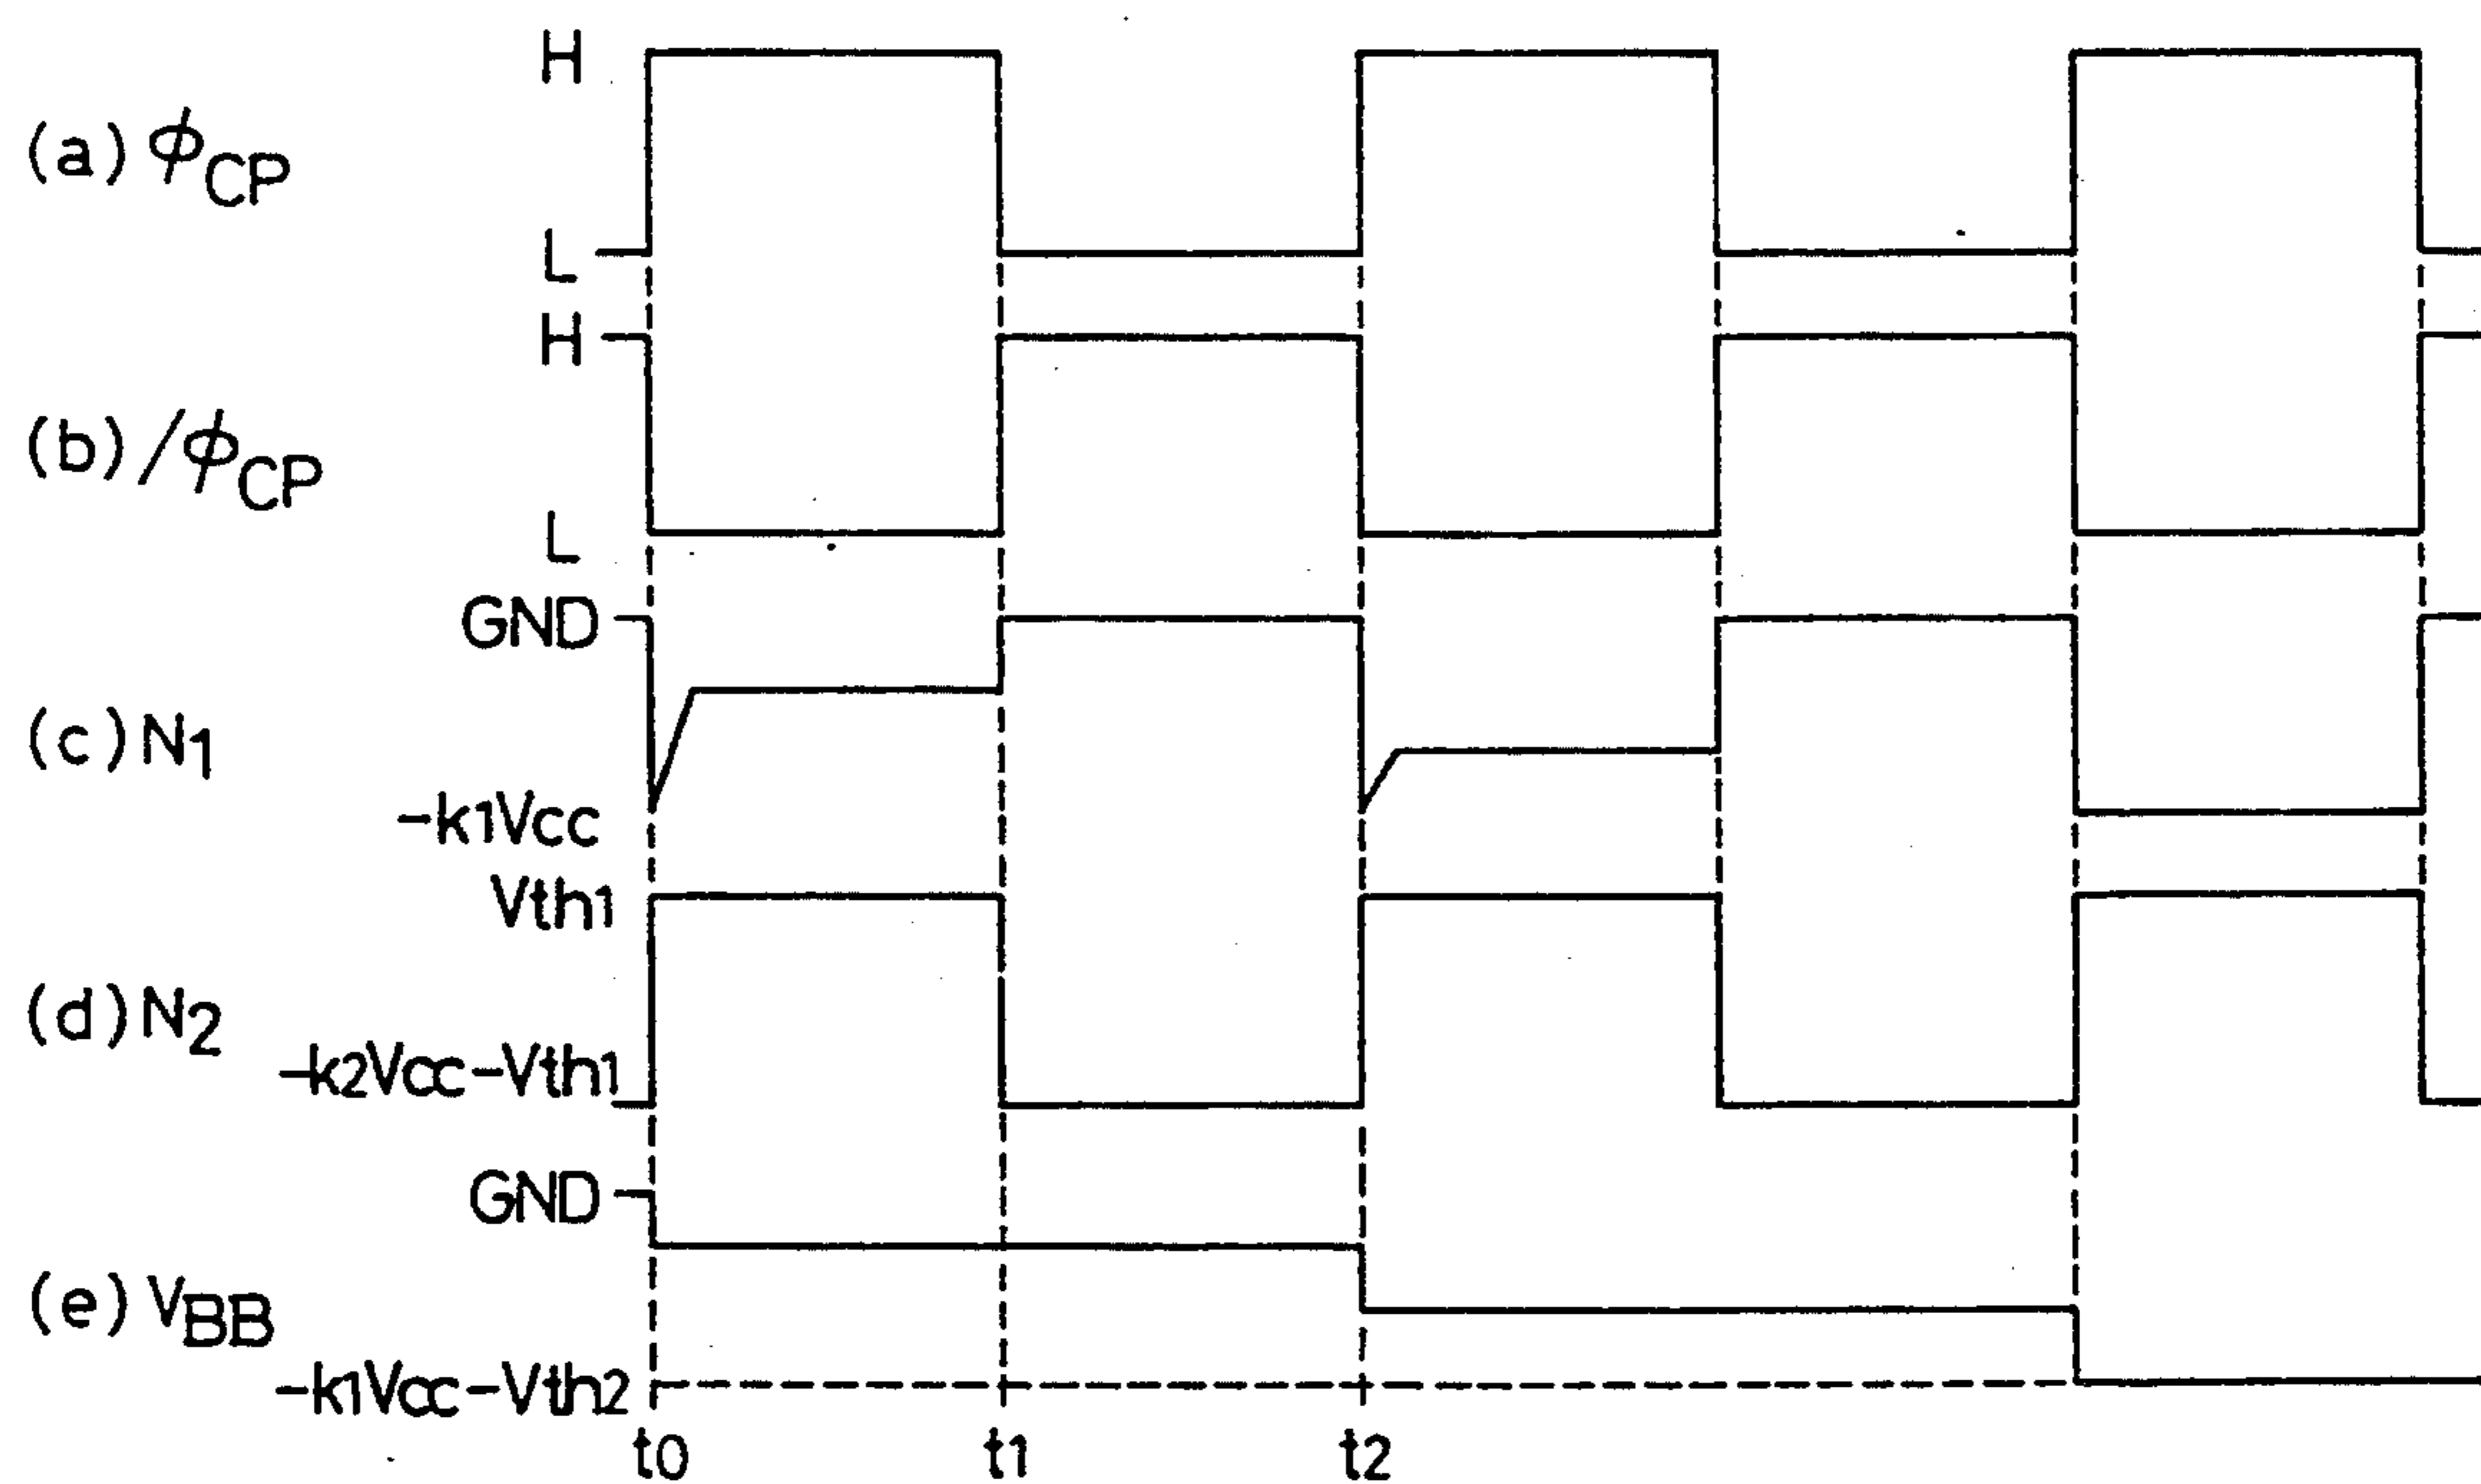 H
(a) ϕCP
L
H
(b) /ϕCP
L
GND
(c) N1
-k1Vcc
Vth1
(d) N2
-k2Vcc-Vth1
GND
(e) VBB
-k1Vcc-Vth2
t0 t1 t2